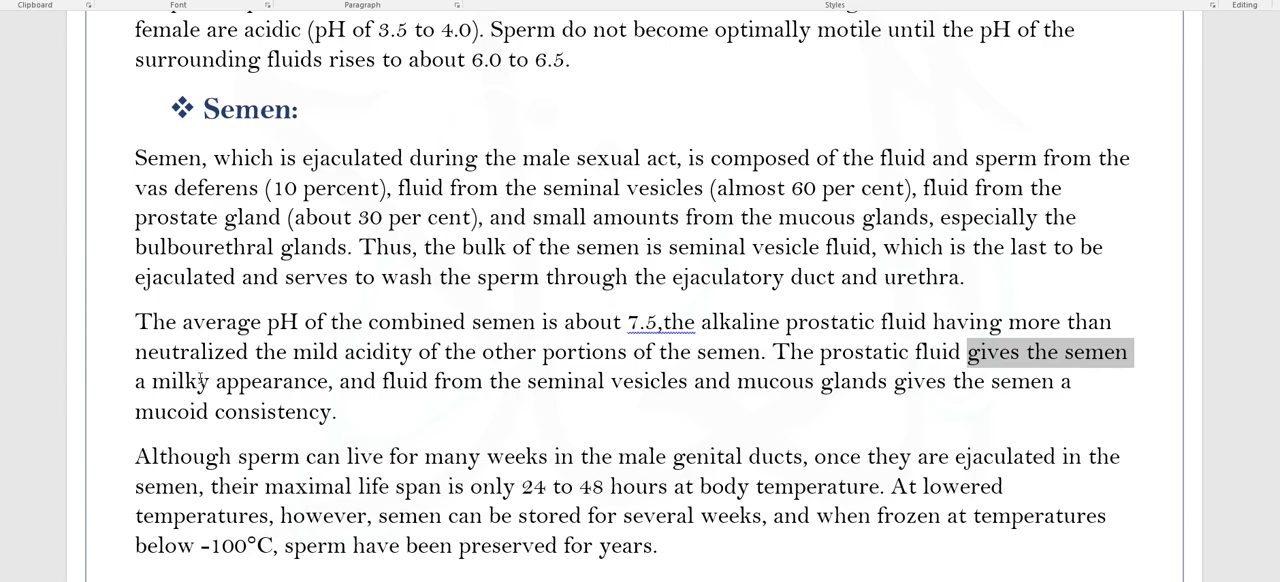 Clipboard Font Paragraph Styles Editing
female are acidic (pH of 3.5 to 4.0). Sperm do not become optimally motile until the pH of the
surrounding fluids rises to about 6.0 to 6.5.
❖ Semen:
Semen, which is ejaculated during the male sexual act, is composed of the fluid and sperm from the
vas deferens (10 percent), fluid from the seminal vesicles (almost 60 per cent), fluid from the
prostate gland (about 30 per cent), and small amounts from the mucous glands, especially the
bulbourethral glands. Thus, the bulk of the semen is seminal vesicle fluid, which is the last to be
ejaculated and serves to wash the sperm through the ejaculatory duct and urethra.
The average pH of the combined semen is about 7.5,the alkaline prostatic fluid having more than
neutralized the mild acidity of the other portions of the semen. The prostatic fluid gives the semen
a milky appearance, and fluid from the seminal vesicles and mucous glands gives the semen a
mucoid consistency.
Although sperm can live for many weeks in the male genital ducts, once they are ejaculated in the
semen, their maximal life span is only 24 to 48 hours at body temperature. At lowered
temperatures, however, semen can be stored for several weeks, and when frozen at temperatures
below -100°C, sperm have been preserved for years.